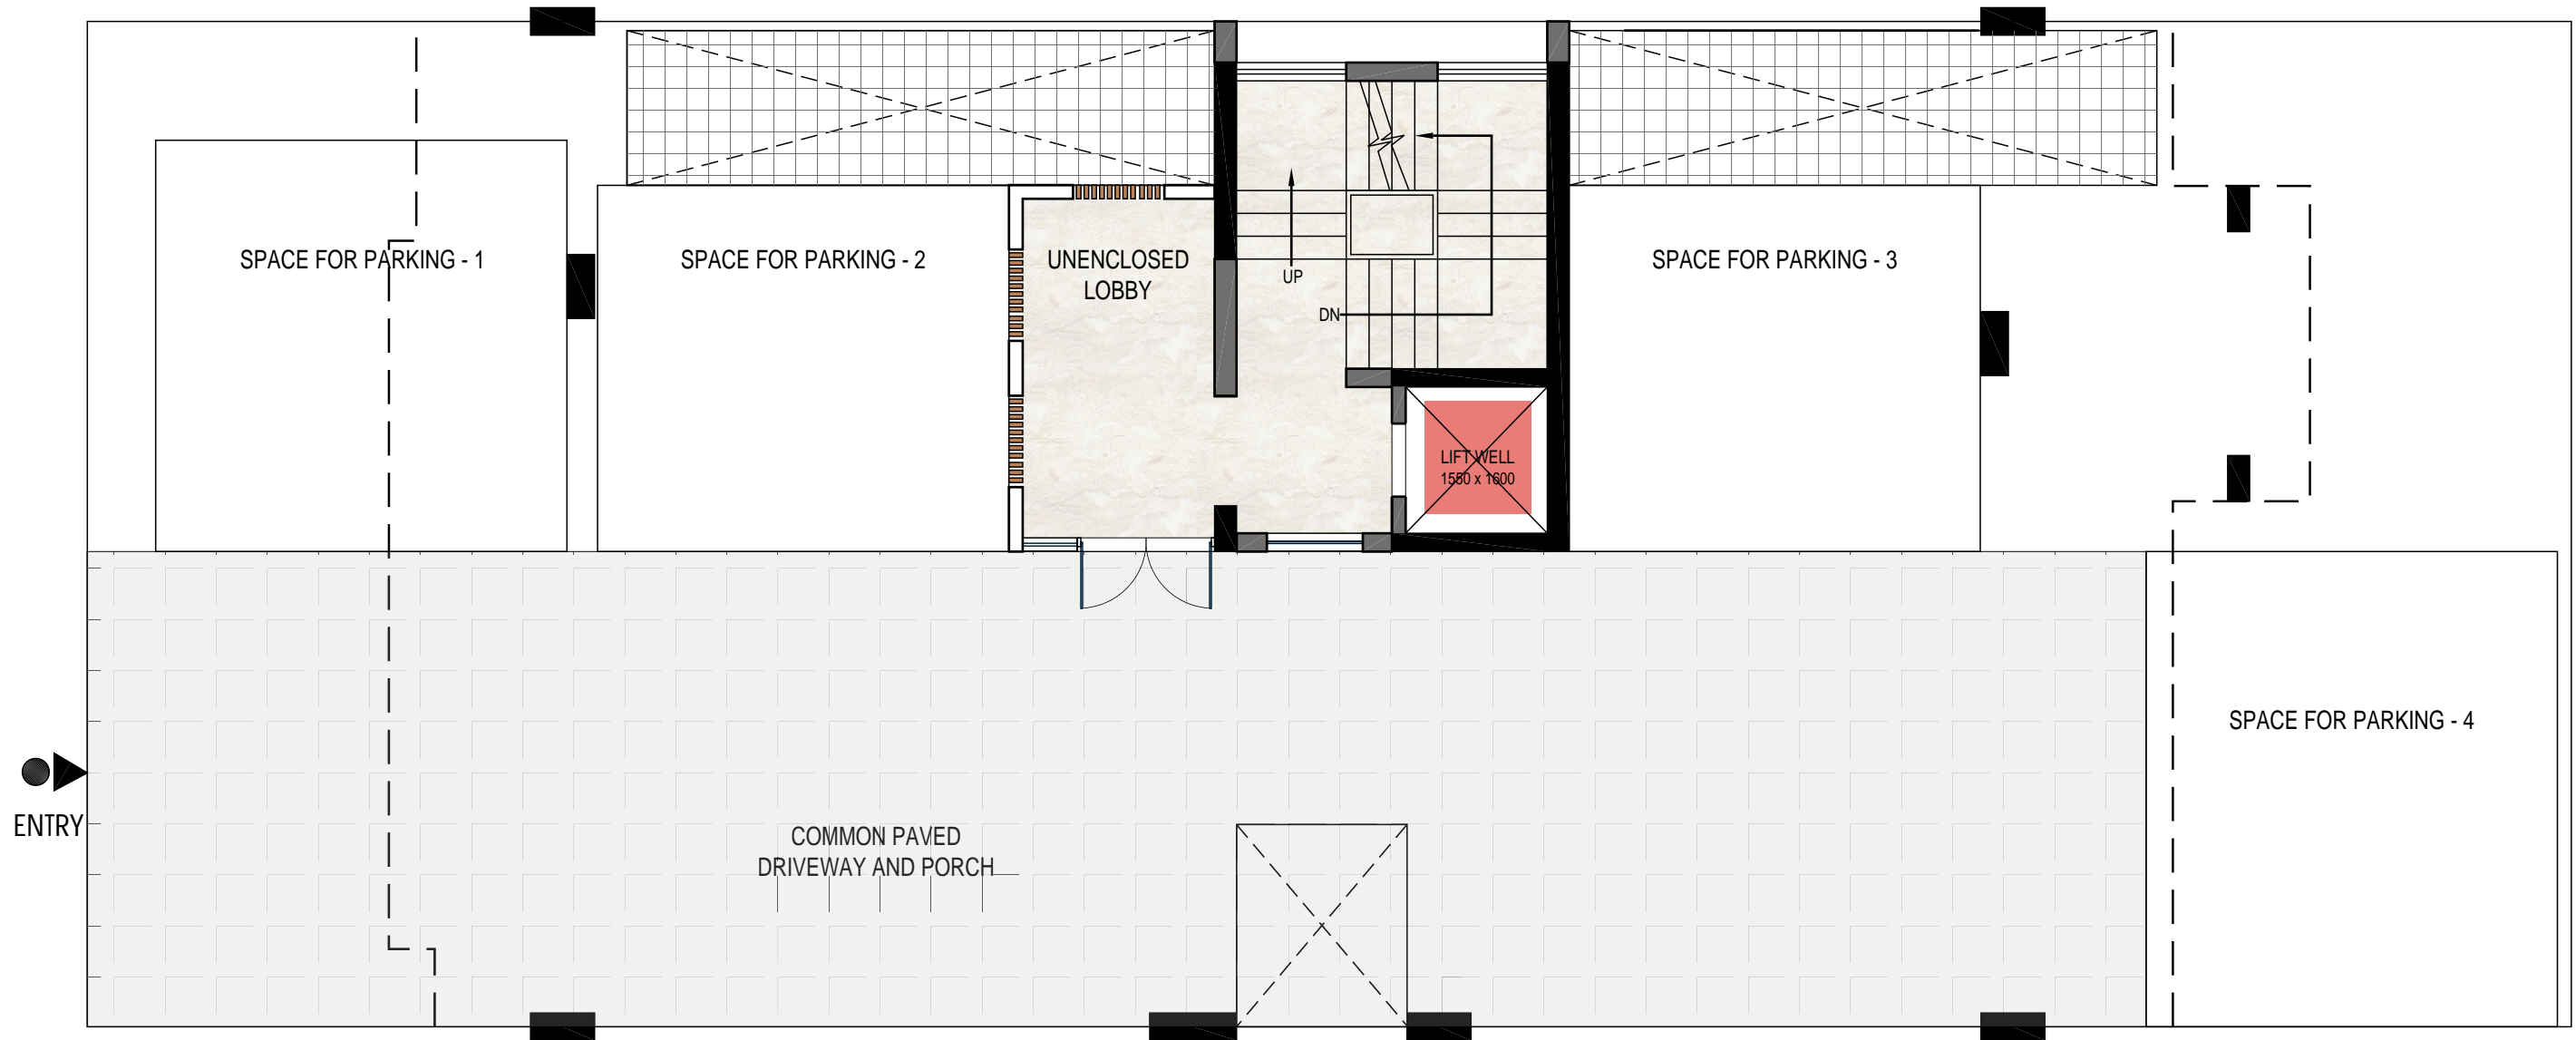 SPACE FOR PARKING - 1
SPACE FOR PARKING - 2
UNENCLOSED
LOBBY
UP
DN
SPACE FOR PARKING - 3
LIFT WELL
1550 x 1600
SPACE FOR PARKING - 4
ENTRY
COMMON PAVED
DRIVEWAY AND PORCH